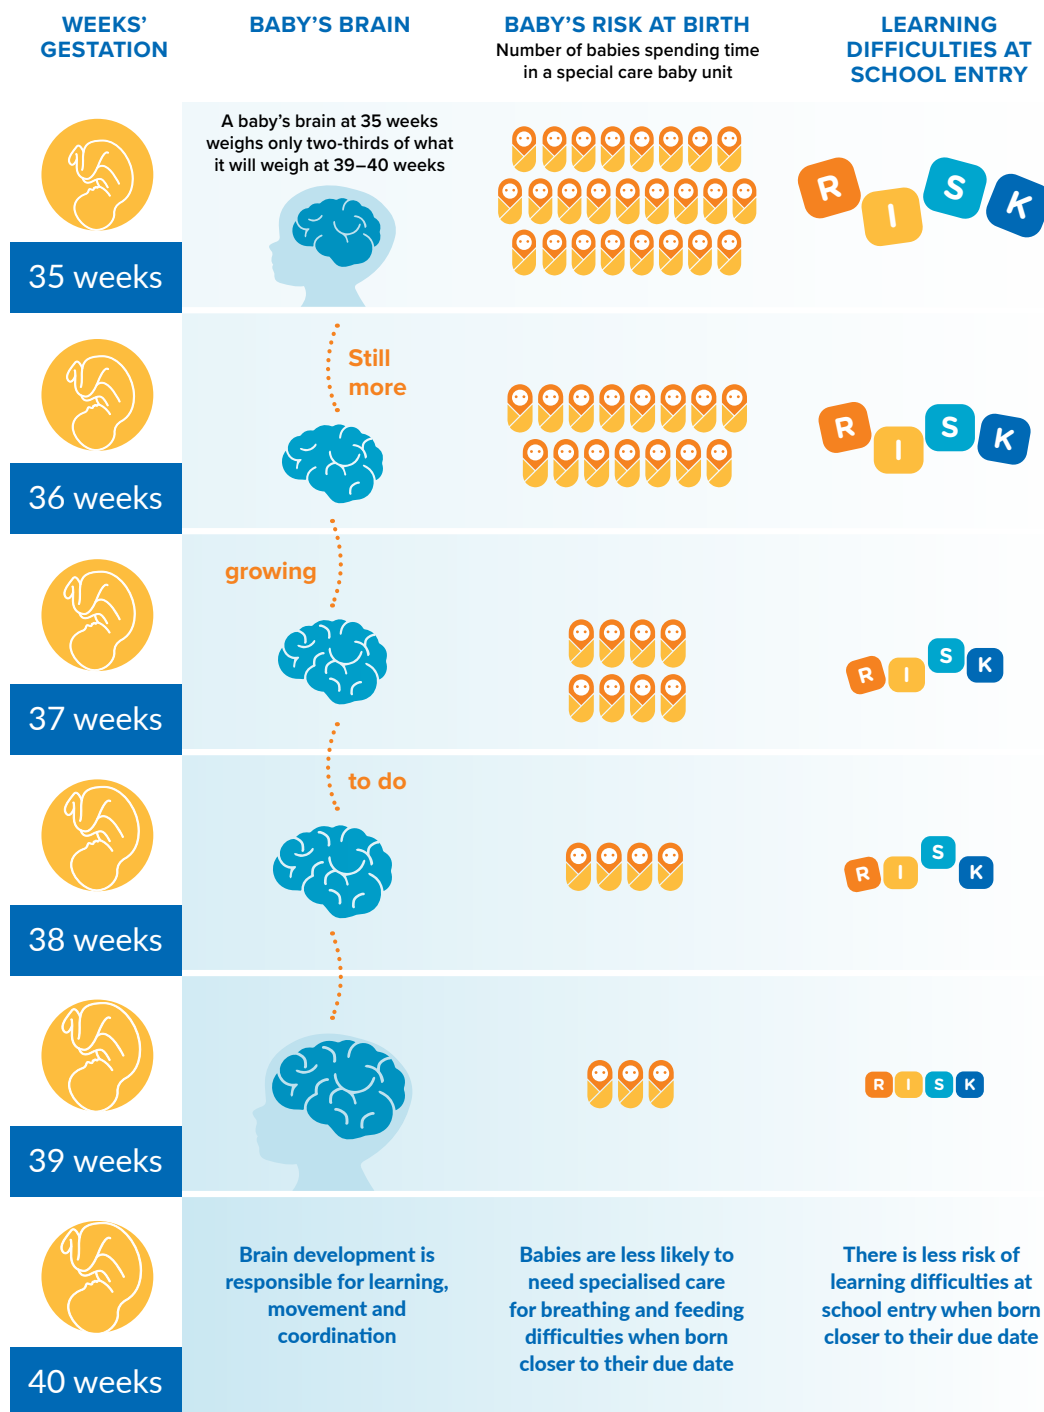 WEEKS'
GESTATION
BABY'S BRAIN
BABY'S RISK AT BIRTH
Number of babies spending time
in a special care baby unit
LEARNING
DIFFICULTIES AT
SCHOOL ENTRY
35 weeks
A baby's brain at 35 weeks
weighs only two-thirds of what
it will weigh at 39–40 weeks
RISK
36 weeks
Still
more
RISK
37 weeks
growing
RISK
38 weeks
to do
RISK
39 weeks
RISK
40 weeks
Brain development is
responsible for learning,
movement and
coordination
Babies are less likely to
need specialised care
for breathing and feeding
difficulties when born
closer to their due date
There is less risk of
learning difficulties at
school entry when born
closer to their due date